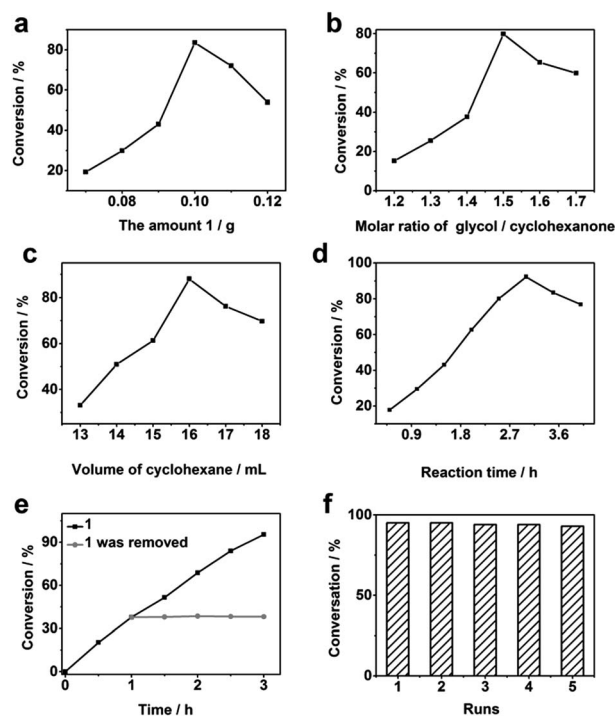 a
Conversion / %
80
60
40
20
0.08
0.10
0.12
The amount 1 / g
b
Conversion / %
80
60
40
20
0
1.2
1.3
1.4
1.5
1.6
1.7
Molar ratio of glycol / cyclohexanone
c
Conversion / %
80
60
40
13
14
15
16
17
18
Volume of cyclohexane / mL
d
Conversion / %
100
80
60
40
20
0.9
1.8
2.7
3.6
Reaction time / h
e
Conversion / %
90
60
30
0
1
1 was removed
0
1
2
3
Time / h
f
Conversation / %
100
50
0
1
2
3
4
5
Runs